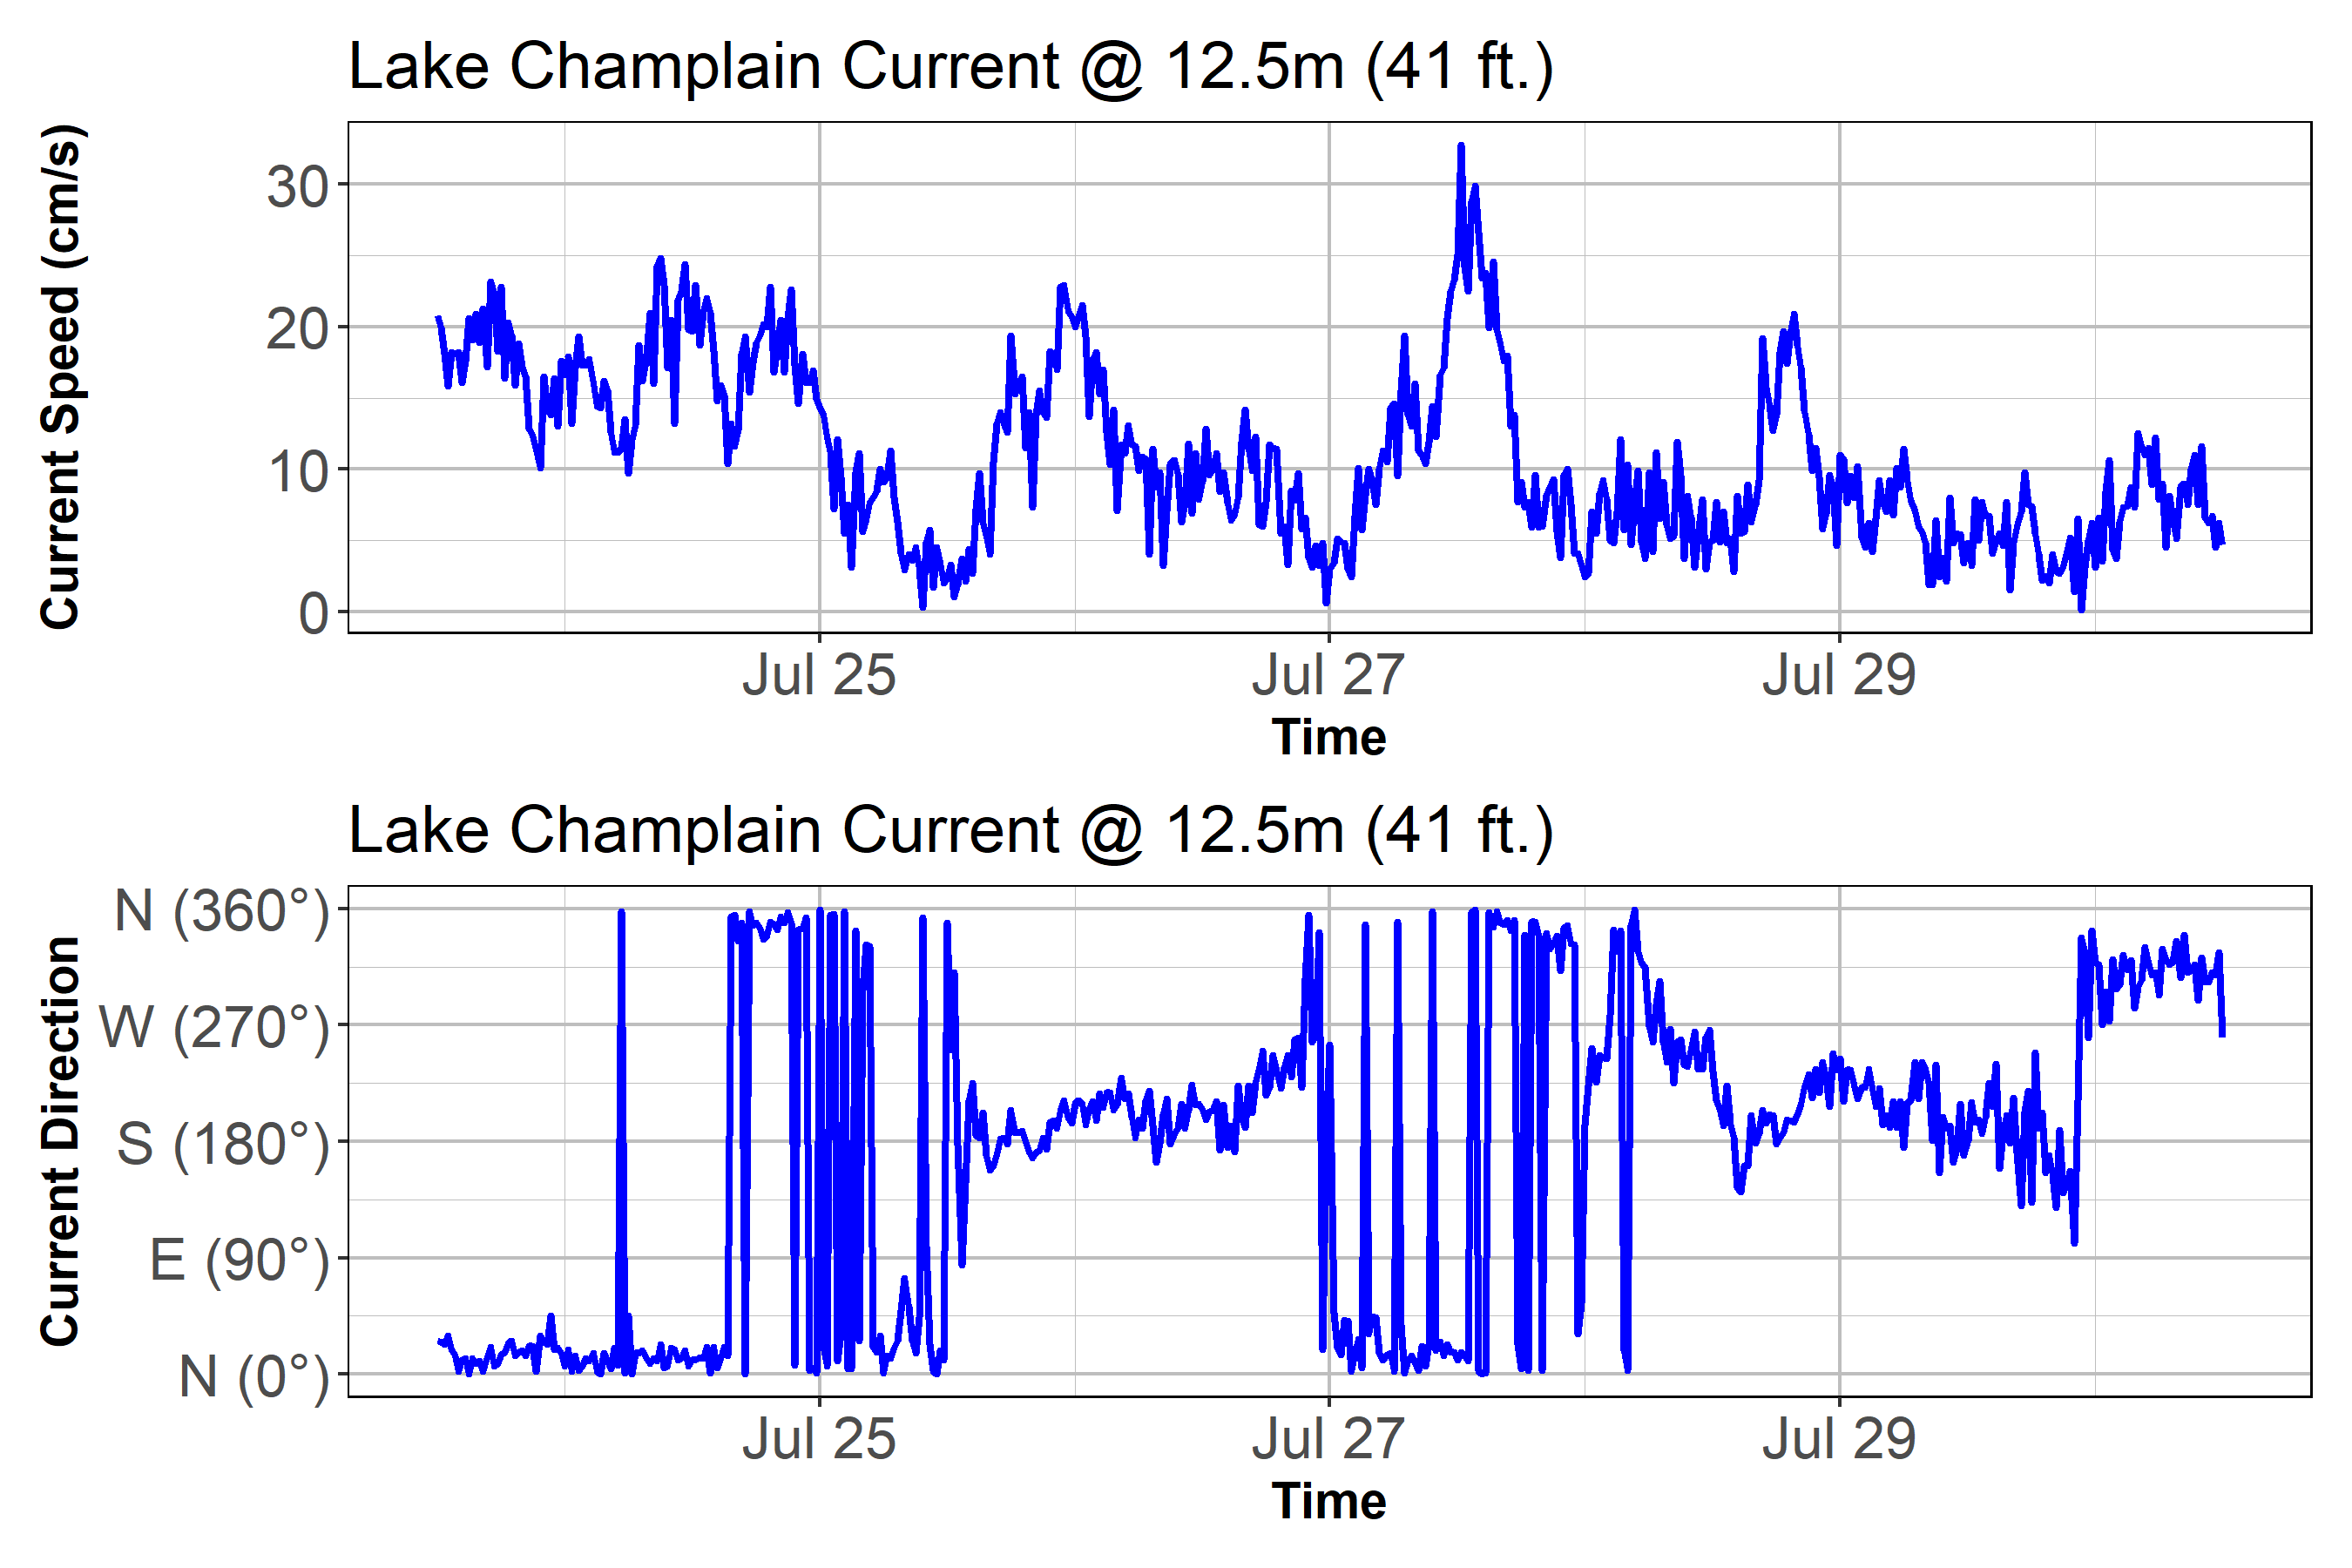 Lake Champlain Current @ 12.5m (41 ft.)
Current Speed (cm/s)
30
20
10
0
Jul 25 Jul 27 Jul 29
Time
Lake Champlain Current @ 12.5m (41 ft.)
Current Direction
N (360°)
W (270°)
S (180°)
E (90°)
N (0°)
Jul 25 Jul 27 Jul 29
Time